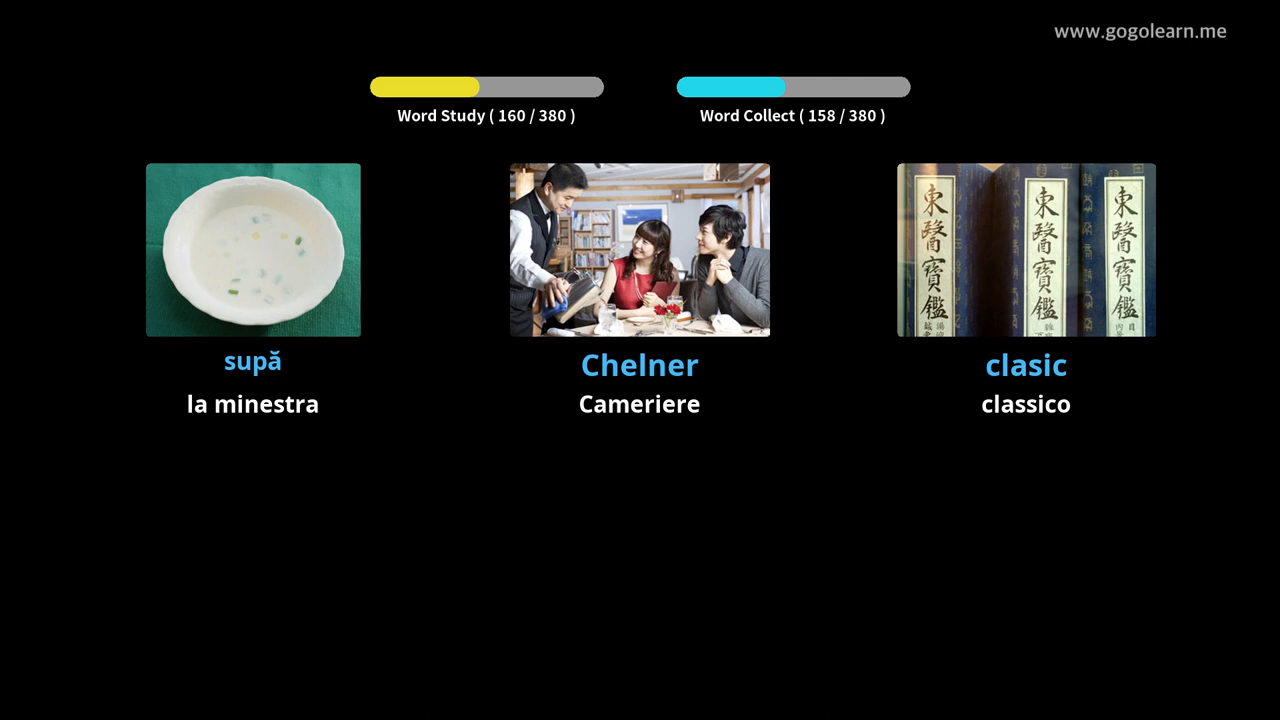 www.gogolearn.me
Word Study ( 160 / 380 )
Word Collect ( 158 / 380 )
東醫寶鑑
東醫寶鑑
東醫寶鑑
supă
Chelner
clasic
la minestra
Cameriere
classico